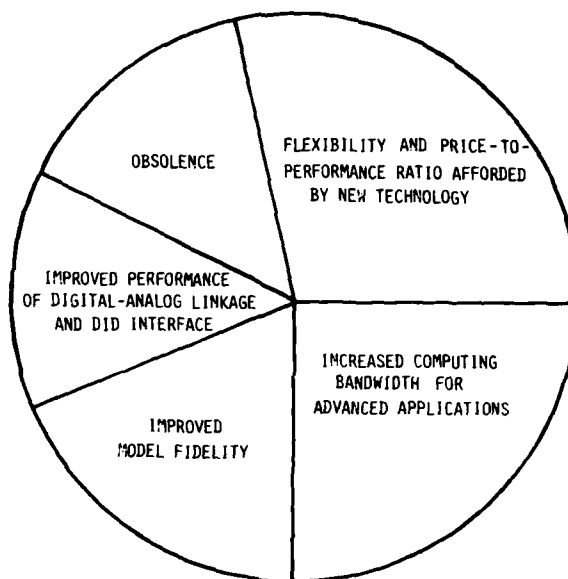 FLEXIBILITY AND PRICE-TO-
PERFORMANCE RATIO AFFORDED
BY NEW TECHNOLOGY
OBSOLENCE
IMPROVED PERFORMANCE
OF DIGITAL-ANALOG LINKAGE
AND DID INTERFACE
INCREASED COMPUTING
BANDWIDTH FOR
ADVANCED APPLICATIONS
IMPROVED
MODEL FIDELITY